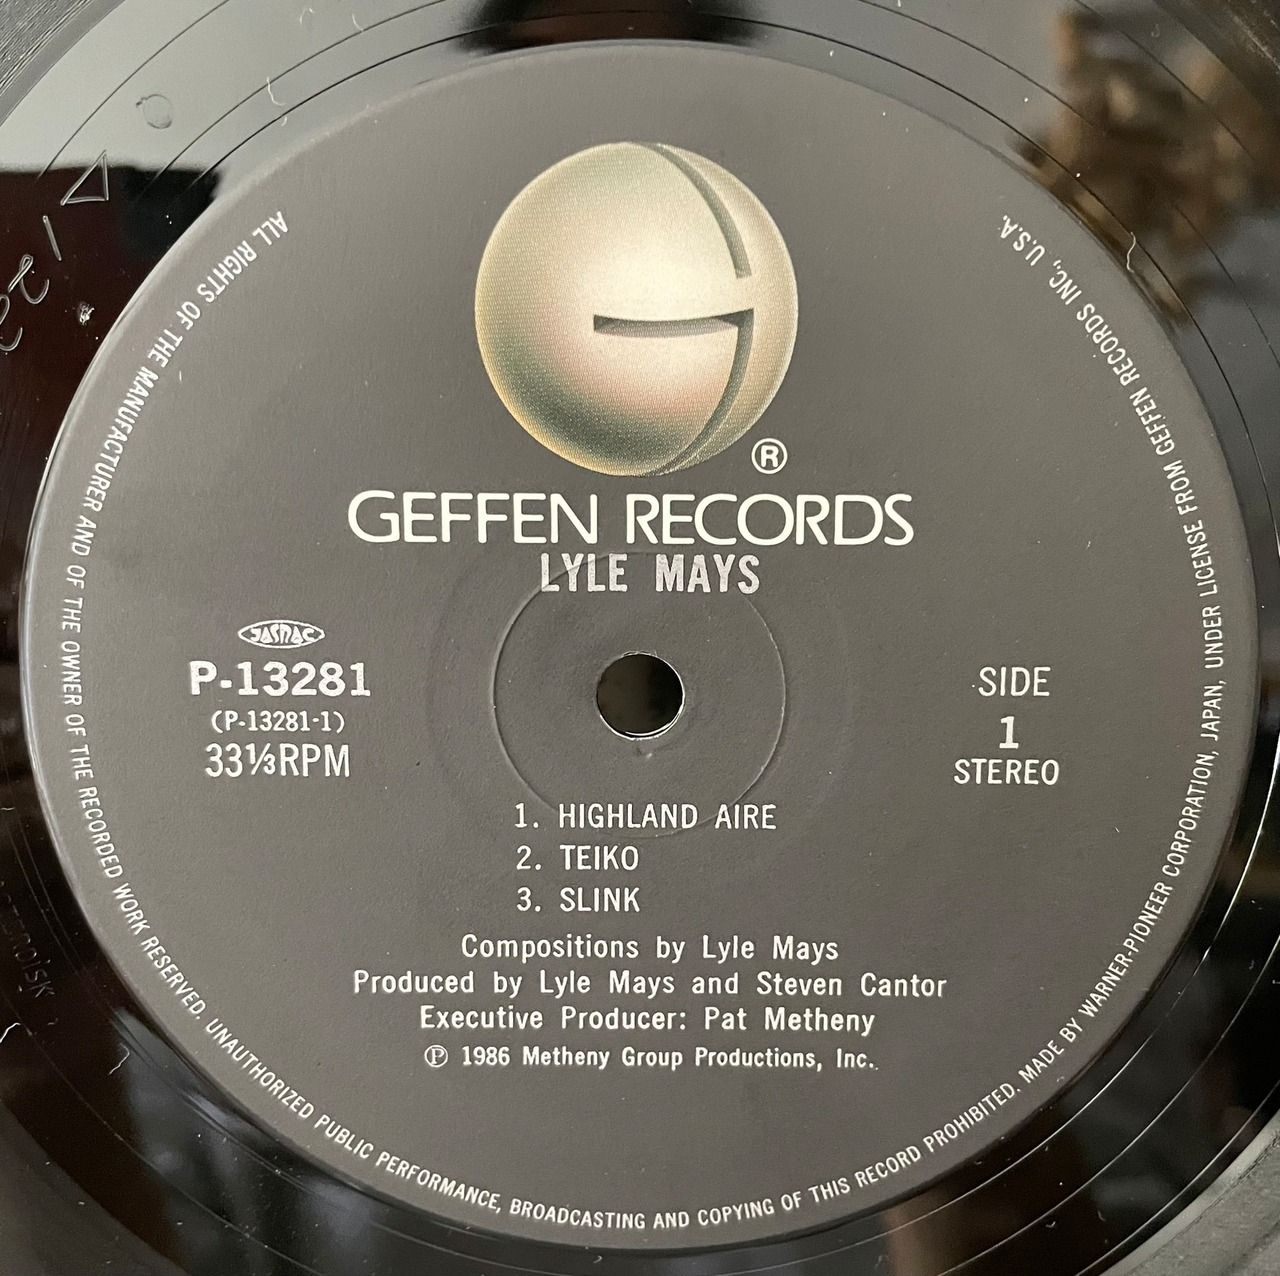 ®
GEFFEN RECORDS
LYLE MAYS
JASRAC
P-13281
(P-13281-1)
33⅓RPM
SIDE
1
STEREO
1. HIGHLAND AIRE
2. TEIKO
3. SLINK
Compositions by Lyle Mays
Produced by Lyle Mays and Steven Cantor
Executive Producer: Pat Metheny
℗ 1986 Metheny Group Productions, Inc.
ALL RIGHTS OF THE MANUFACTURER AND OF THE OWNER OF THE RECORDED WORK RESERVED. UNAUTHORIZED PUBLIC PERFORMANCE, BROADCASTING AND COPYING OF THIS RECORD PROHIBITED. MADE BY WARNER-PIONEER CORPORATION, JAPAN, UNDER LICENSE FROM GEFFEN RECORDS INC., U.S.A.